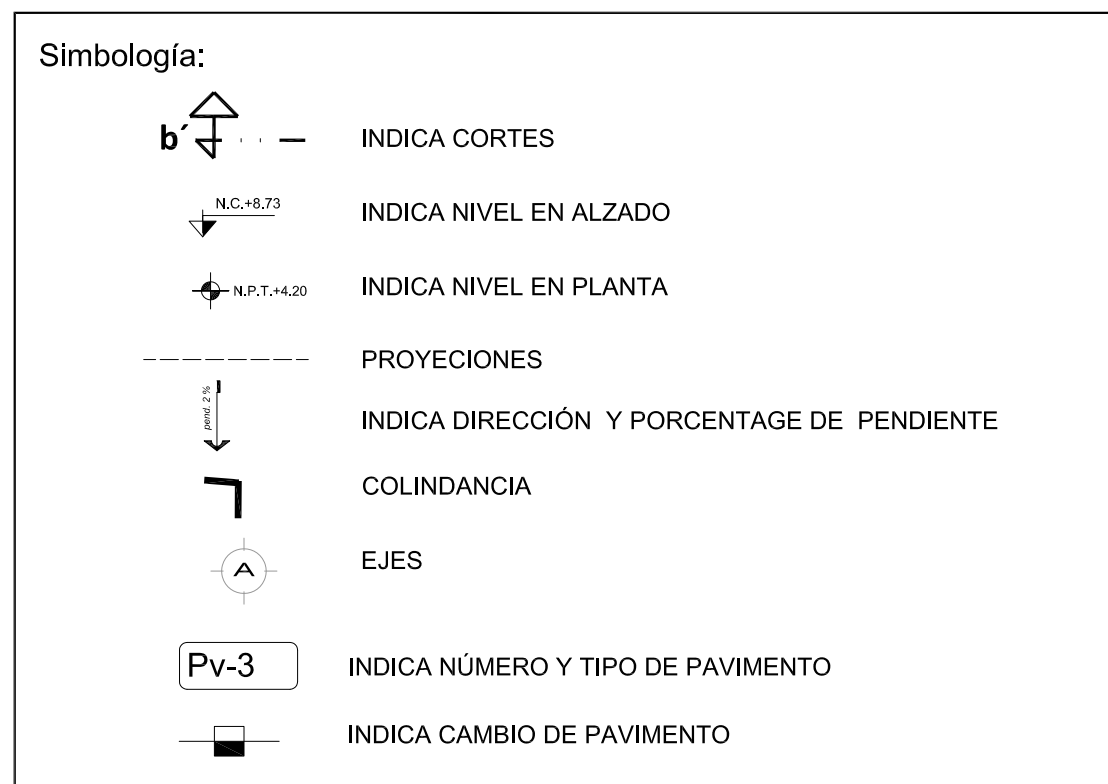 Simbología:
b´ INDICA CORTES
N.C.+8.73 INDICA NIVEL EN ALZADO
N.P.T.+4.20 INDICA NIVEL EN PLANTA
PROYECIONES
pend. 2 % INDICA DIRECCIÓN Y PORCENTAGE DE PENDIENTE
COLINDANCIA
A EJES
Pv-3 INDICA NÚMERO Y TIPO DE PAVIMENTO
INDICA CAMBIO DE PAVIMENTO